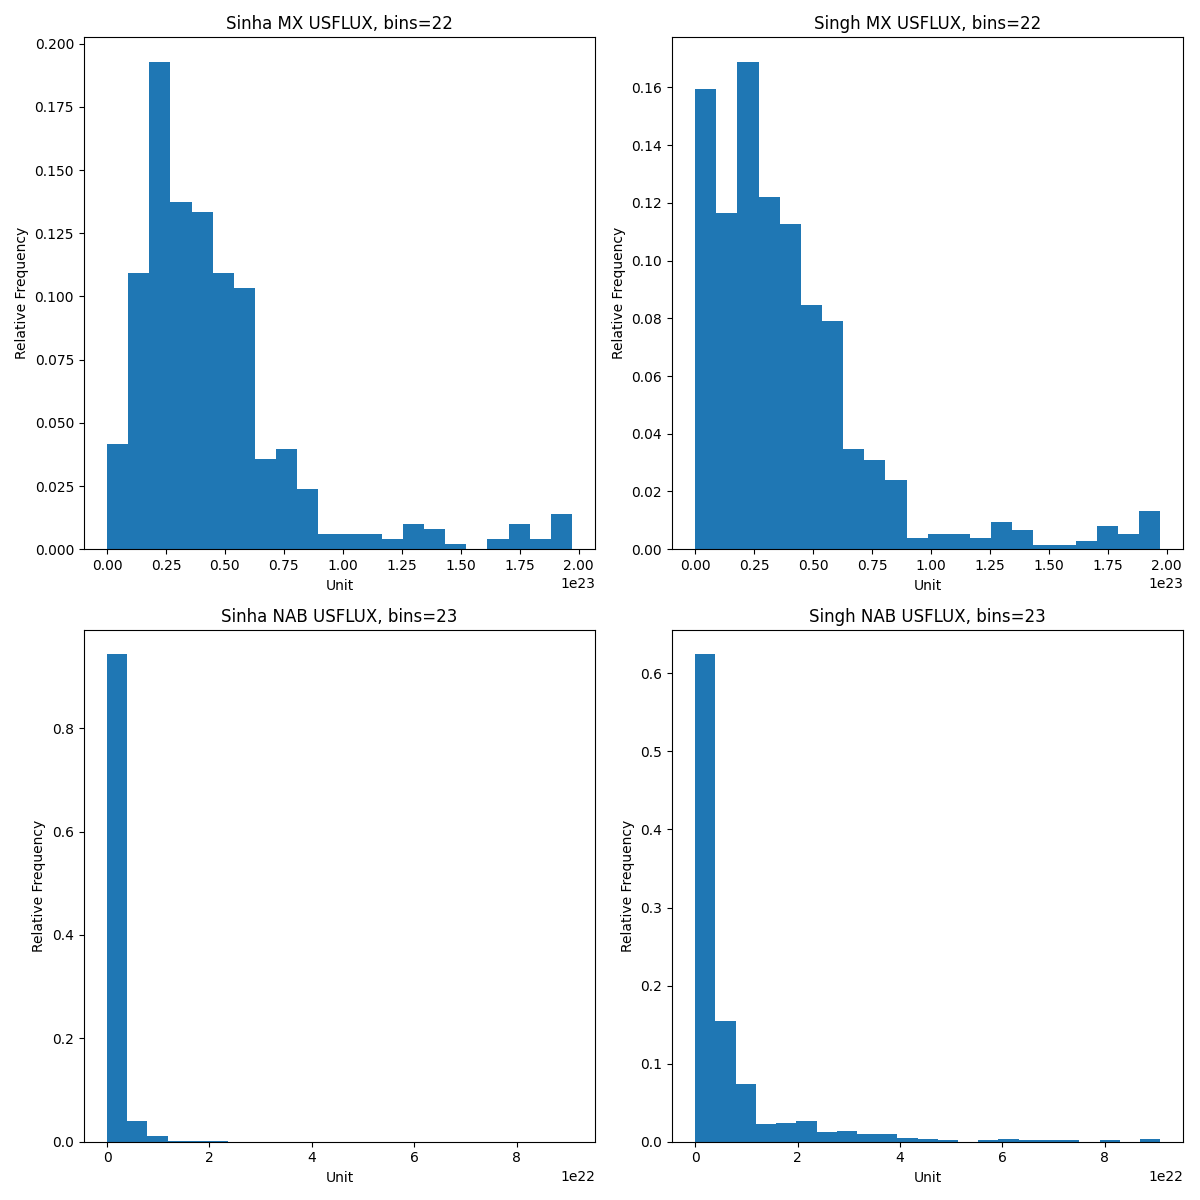 Sinha MX USFLUX, bins=22
0.200
0.175
0.150
0.125
0.100
0.075
0.050
0.025
0.000
Relative Frequency
0.00 0.25 0.50 0.75 1.00 1.25 1.50 1.75 2.00
1e23
Unit
Singh MX USFLUX, bins=22
0.16
0.14
0.12
0.10
0.08
0.06
0.04
0.02
0.00
Relative Frequency
0.00 0.25 0.50 0.75 1.00 1.25 1.50 1.75 2.00
1e23
Unit
Sinha NAB USFLUX, bins=23
0.8
0.6
0.4
0.2
0.0
Relative Frequency
0 2 4 6 8
1e22
Unit
Singh NAB USFLUX, bins=23
0.6
0.5
0.4
0.3
0.2
0.1
0.0
Relative Frequency
0 2 4 6 8
1e22
Unit